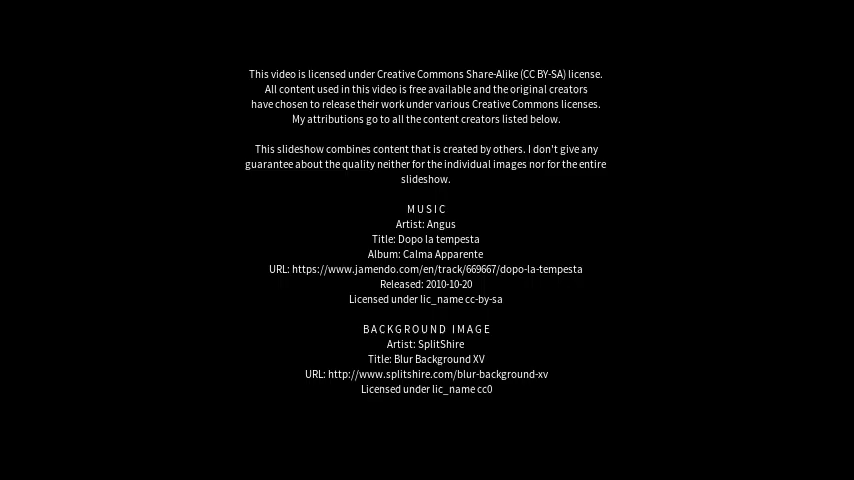 This video is licensed under Creative Commons Share-Alike (CC BY-SA) license.
All content used in this video is free available and the original creators
have chosen to release their work under various Creative Commons licenses.
My attributions go to all the content creators listed below.
This slideshow combines content that is created by others. I don't give any
guarantee about the quality neither for the individual images nor for the entire
slideshow.
MUSIC
Artist: Angus
Title: Dopo la tempesta
Album: Calma Apparente
URL: https://www.jamendo.com/en/track/669667/dopo-la-tempesta
Released: 2010-10-20
Licensed under lic_name cc-by-sa
BACKGROUND IMAGE
Artist: SplitShire
Title: Blur Background XV
URL: http://www.splitshire.com/blur-background-xv
Licensed under lic_name cc0